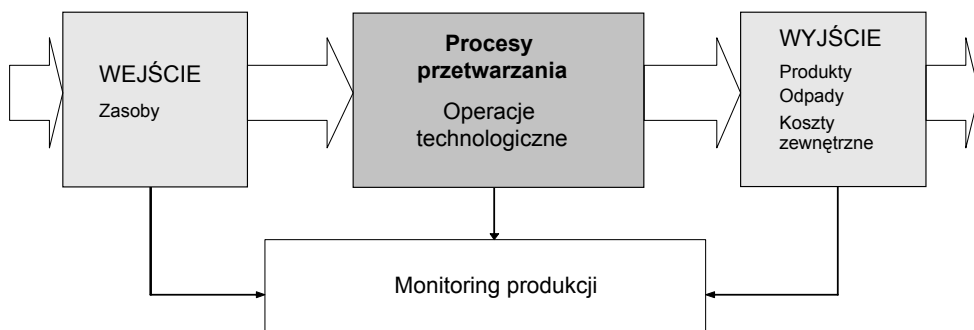 WEJŚCIE
Zasoby
Procesy
przetwarzania
Operacje
technologiczne
WYJŚCIE
Produkty
Odpady
Koszty
zewnętrzne
Monitoring produkcji